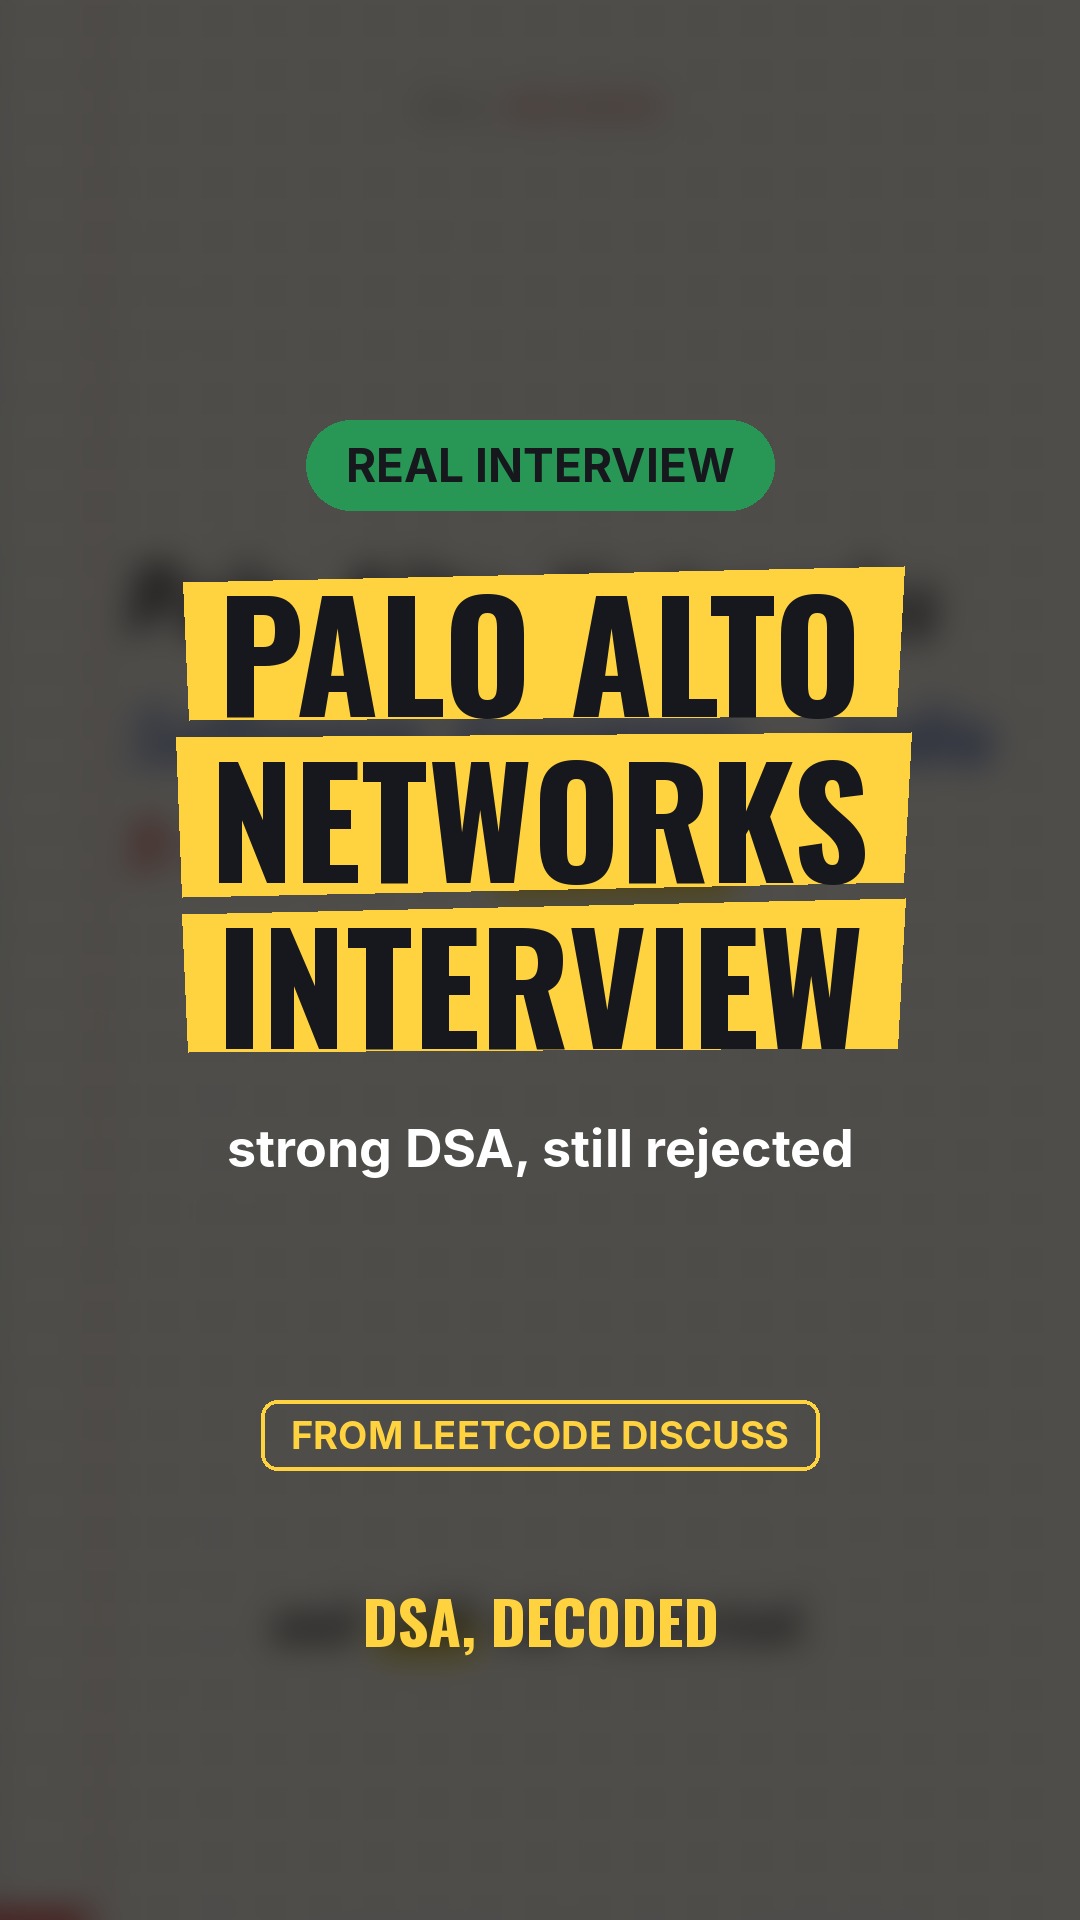 REAL INTERVIEW
PALO ALTO
NETWORKS
INTERVIEW
strong DSA, still rejected
FROM LEETCODE DISCUSS
DSA, DECODED